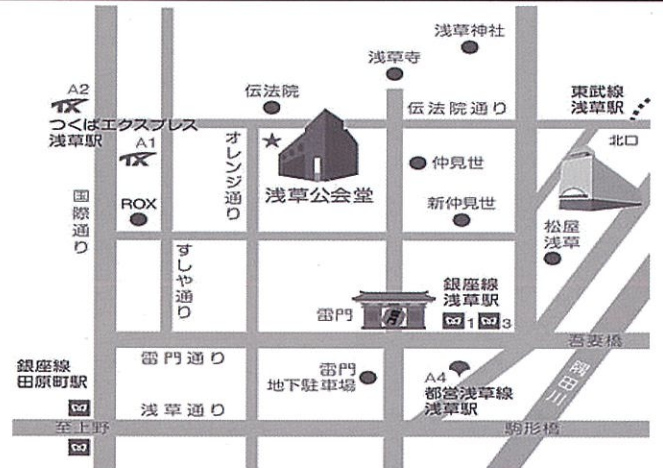 浅草神社
浅草寺
A2
TX
つくばエクスプレス
浅草駅
伝法院
伝法院通り
東武線
浅草駅
北口
A1
TX
オレンジ通り
浅草公会堂
仲見世
国際通り
ROX
新仲見世
松屋
浅草
すしや通り
銀座線
浅草駅
1
3
雷門
吾妻橋
雷門通り
銀座線
田原町駅
雷門
地下駐車場
A4
都営浅草線
浅草駅
隅田川
浅草通り
至上野
駒形橋